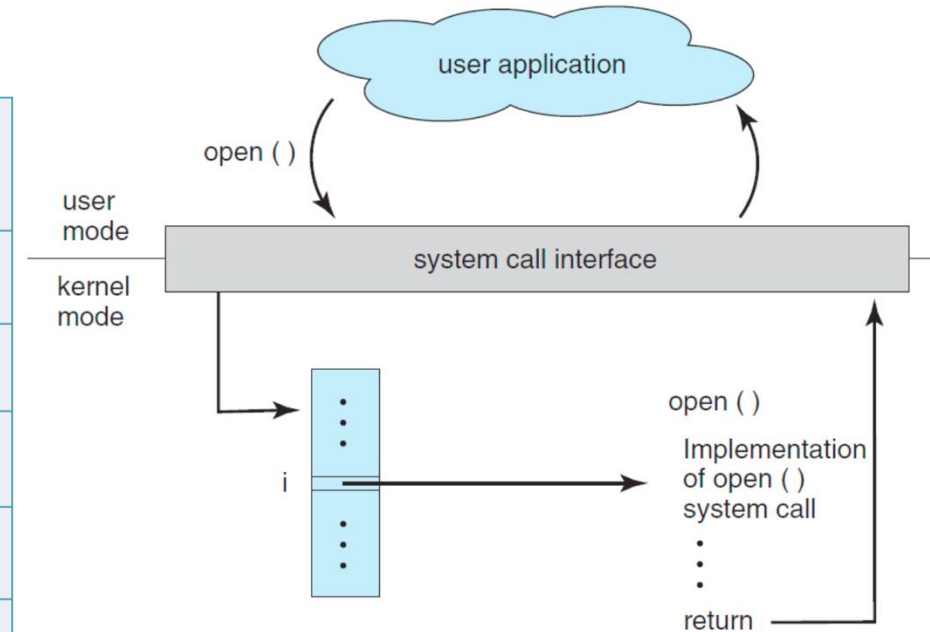 user application
open ( )
user
mode
system call interface
kernel
mode
open ( )
i
Implementation
of open ( )
system call
return